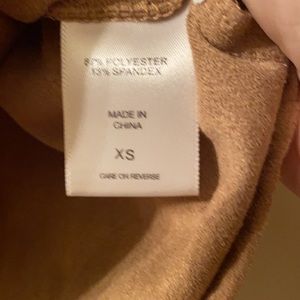 87% POLYESTER
13% SPANDEX
MADE IN
CHINA
XS
CARE ON REVERSE